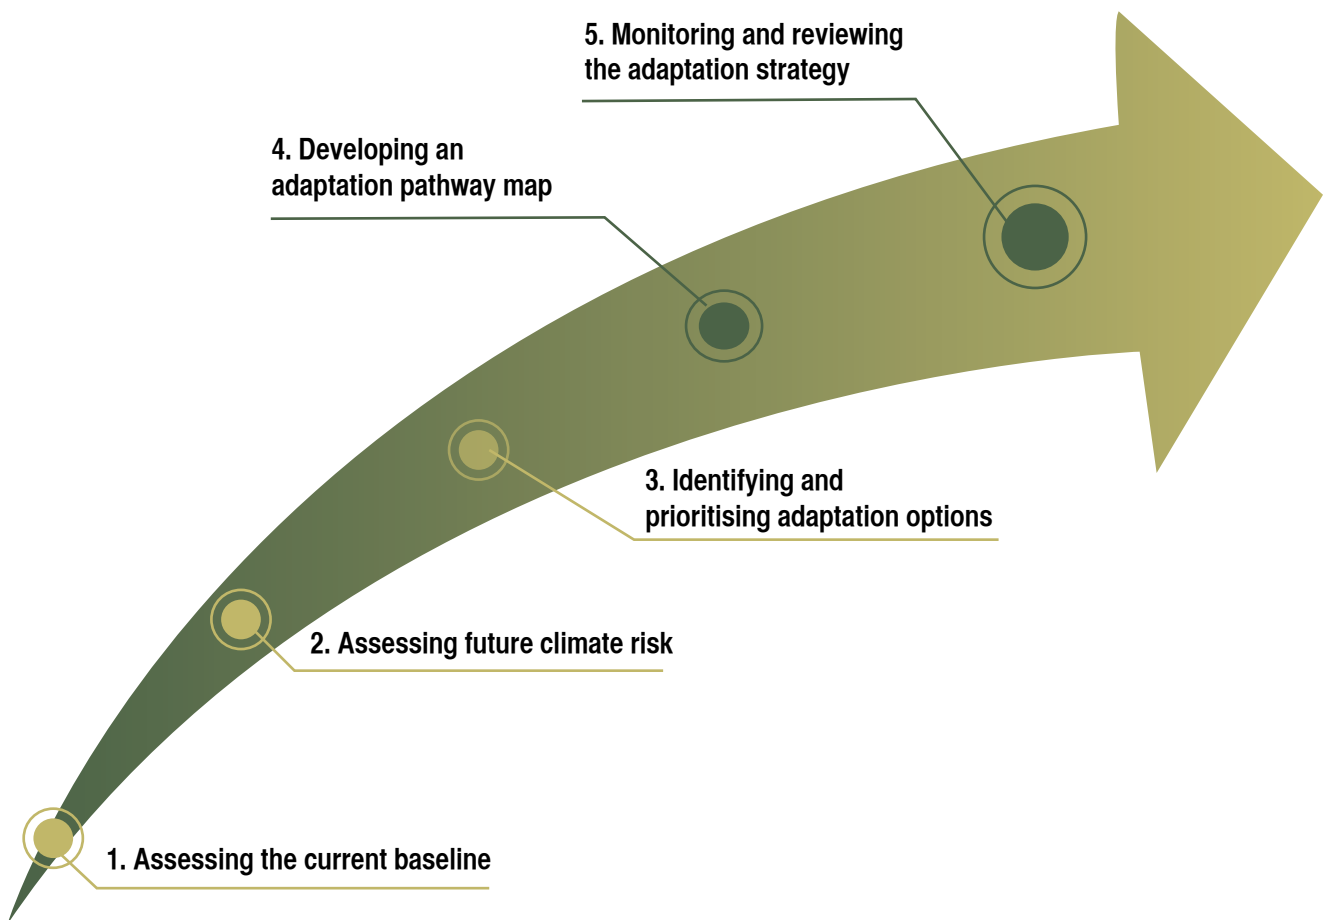 5. Monitoring and reviewing
the adaptation strategy
4. Developing an
adaptation pathway map
3. Identifying and
prioritising adaptation options
2. Assessing future climate risk
1. Assessing the current baseline